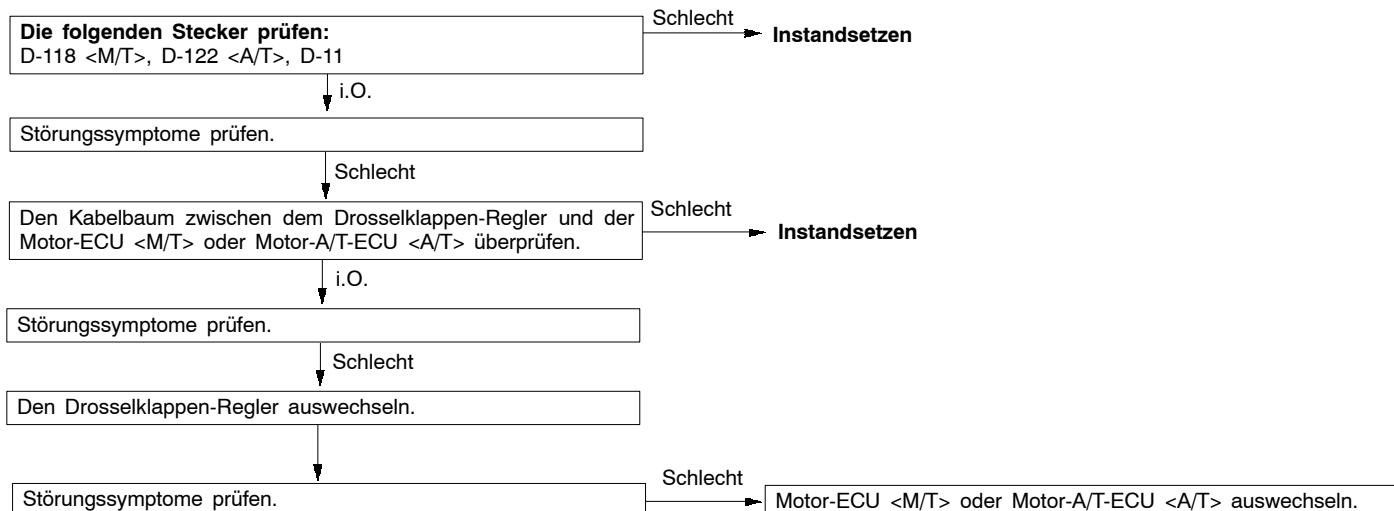 Die folgenden Stecker prüfen:
D-118 <M/T>, D-122 <A/T>, D-11
Schlecht
Instandsetzen
i.O.
Störungssymptome prüfen.
Schlecht
Den Kabelbaum zwischen dem Drosselklappen-Regler und der
Motor-ECU <M/T> oder Motor-A/T-ECU <A/T> überprüfen.
Schlecht
Instandsetzen
i.O.
Störungssymptome prüfen.
Schlecht
Den Drosselklappen-Regler auswechseln.
Störungssymptome prüfen.
Schlecht
Motor-ECU <M/T> oder Motor-A/T-ECU <A/T> auswechseln.